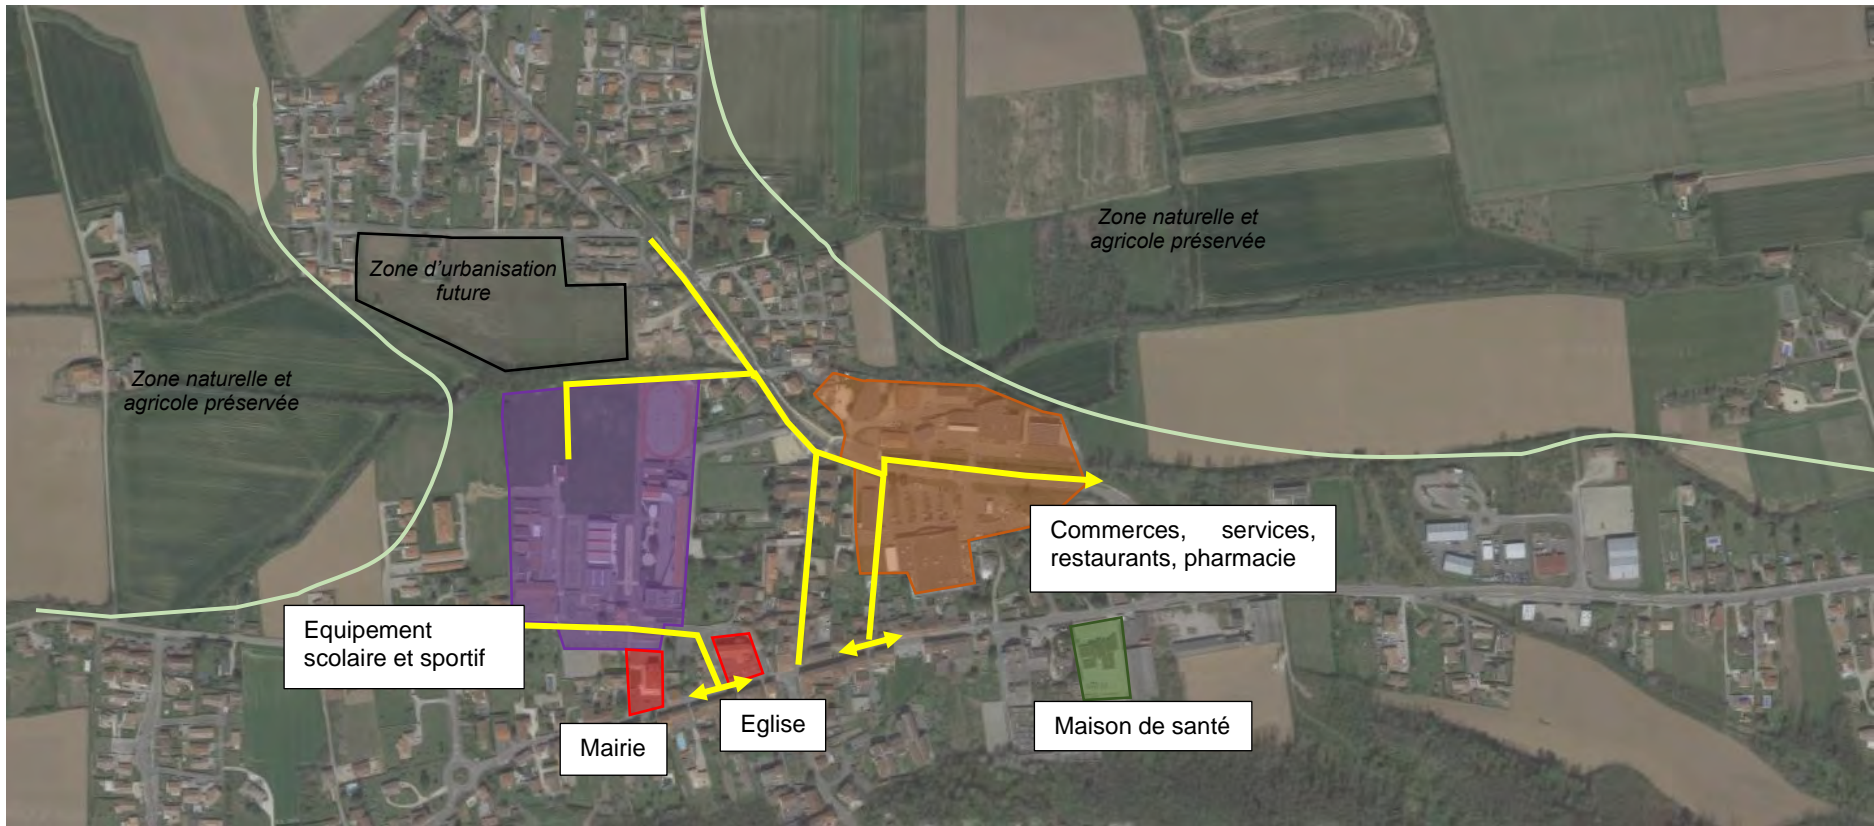 Zone naturelle et
agricole préservée
Zone d'urbanisation
future
Zone naturelle et
agricole préservée
Commerces, services,
restaurants, pharmacie
Equipement
scolaire et sportif
Mairie
Eglise
Maison de santé